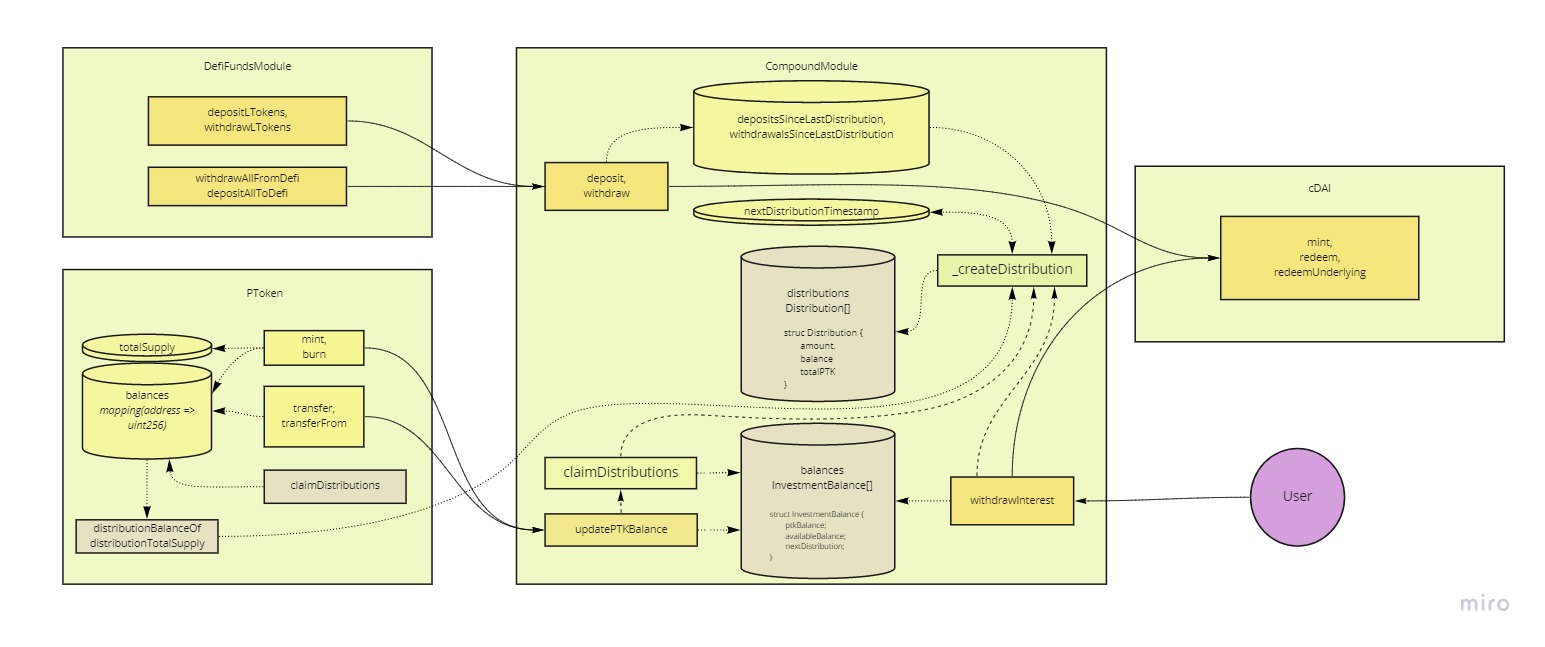 DefiFundsModule
depositLTokens,
withdrawLTokens
withdrawAllFromDefi
depositAllToDefi
PToken
totalSupply
mint,
burn
balances
mapping(address =>
uint256)
transfer,
transferFrom
claimDistributions
distributionBalanceOf
distributionTotalSupply
CompoundModule
depositsSinceLastDistribution,
withdrawalsSinceLastDistribution
deposit,
withdraw
nextDistributionTimestamp
_createDistribution
distributions
Distribution[]
struct Distribution {
amount,
balance
totalPTK
}
claimDistributions
updatePTKBalance
balances
InvestmentBalance[]
struct InvestmentBalance {
ptkBalance;
availableBalance;
nextDistribution;
}
withdrawInterest
cDAI
mint,
redeem,
redeemUnderlying
User
miro